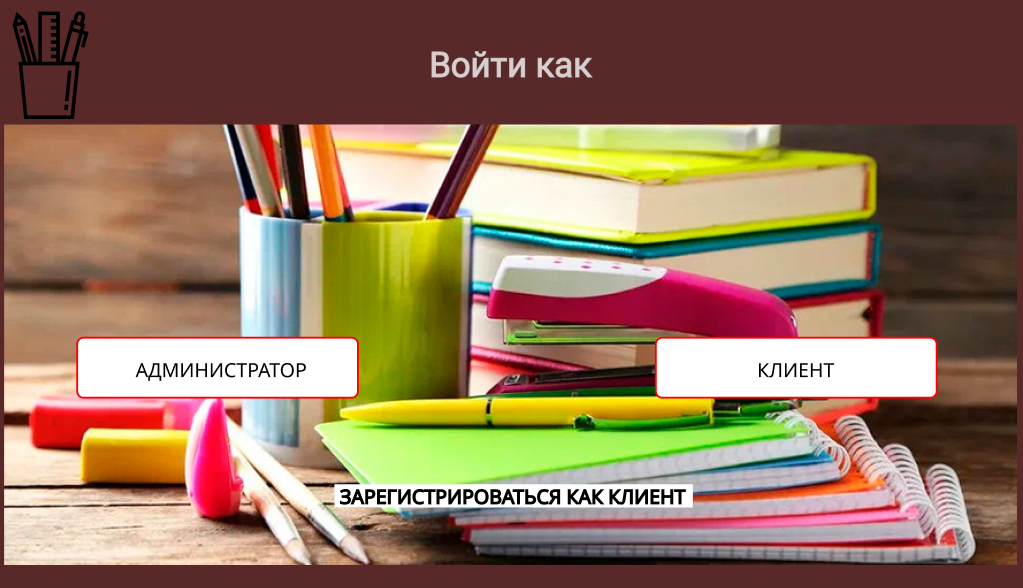 Войти как
АДМИНИСТРАТОР
КЛИЕНТ
ЗАРЕГИСТРИРОВАТЬСЯ КАК КЛИЕНТ